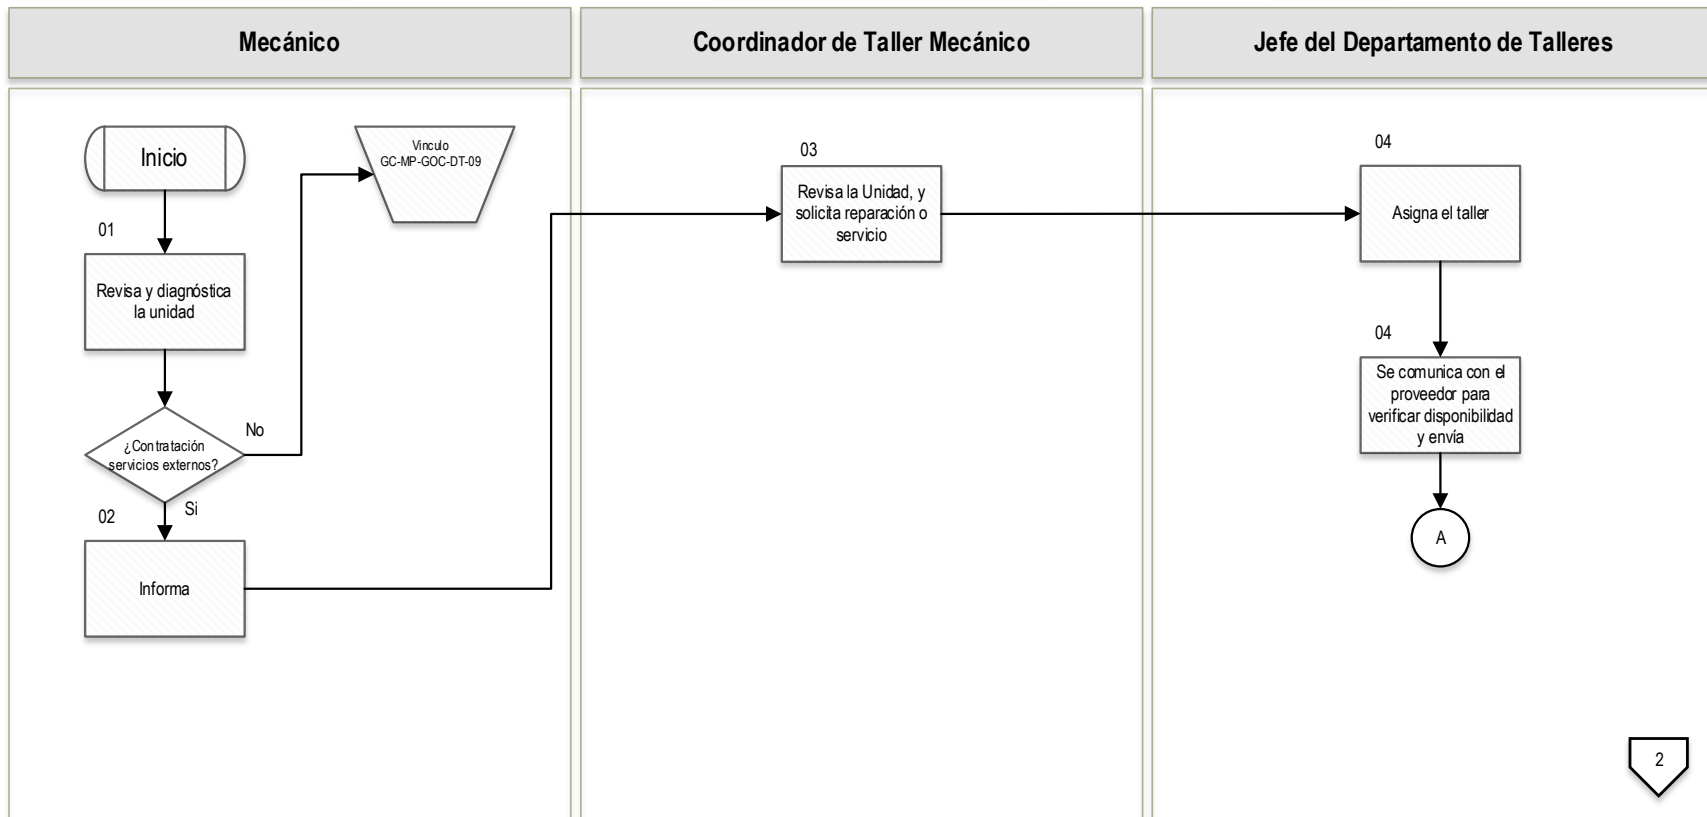 Mecánico
Coordinador de Taller Mecánico
Jefe del Departamento de Talleres
Inicio
Vinculo
GC-MP-GOC-DT-09
01
Revisa y diagnóstica
la unidad
¿Contratación
servicios externos?
No
Si
02
Informa
03
Revisa la Unidad, y
solicita reparación o
servicio
04
Asigna el taller
04
Se comunica con el
proveedor para
verificar disponibilidad
y envía
A
2